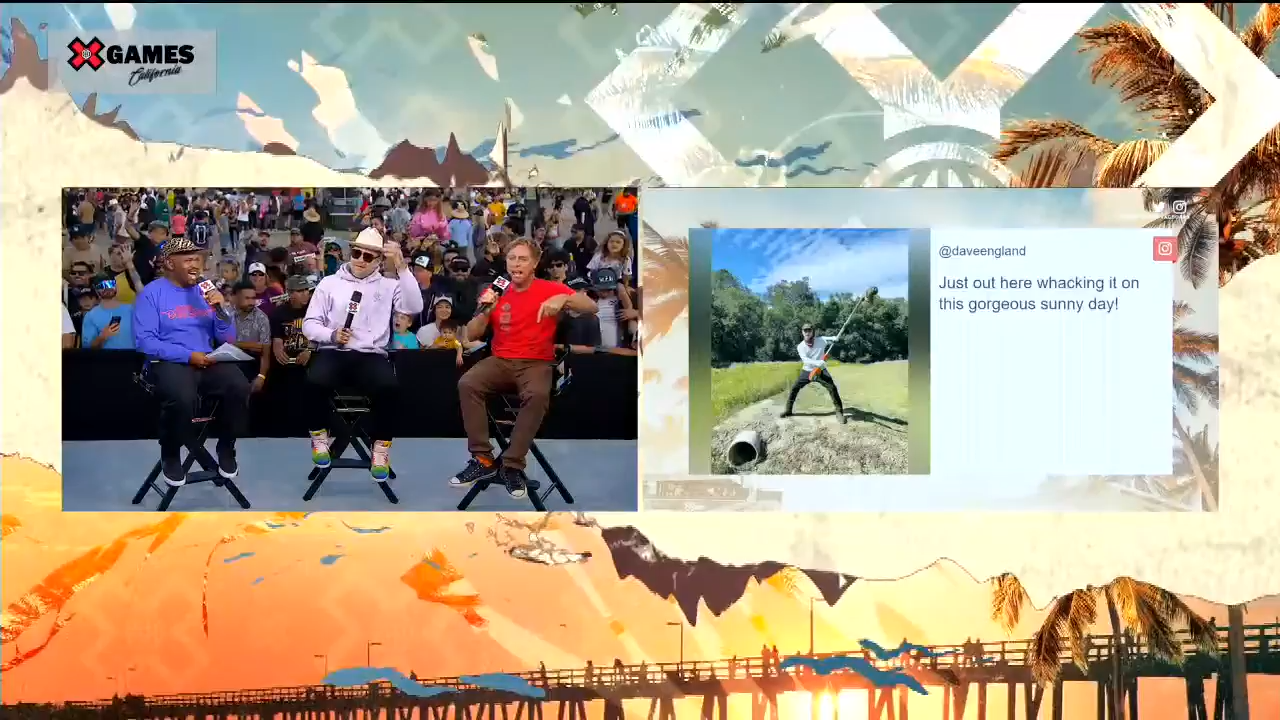 X GAMES
California
@daveengland
Just out here whacking it on
this gorgeous sunny day!